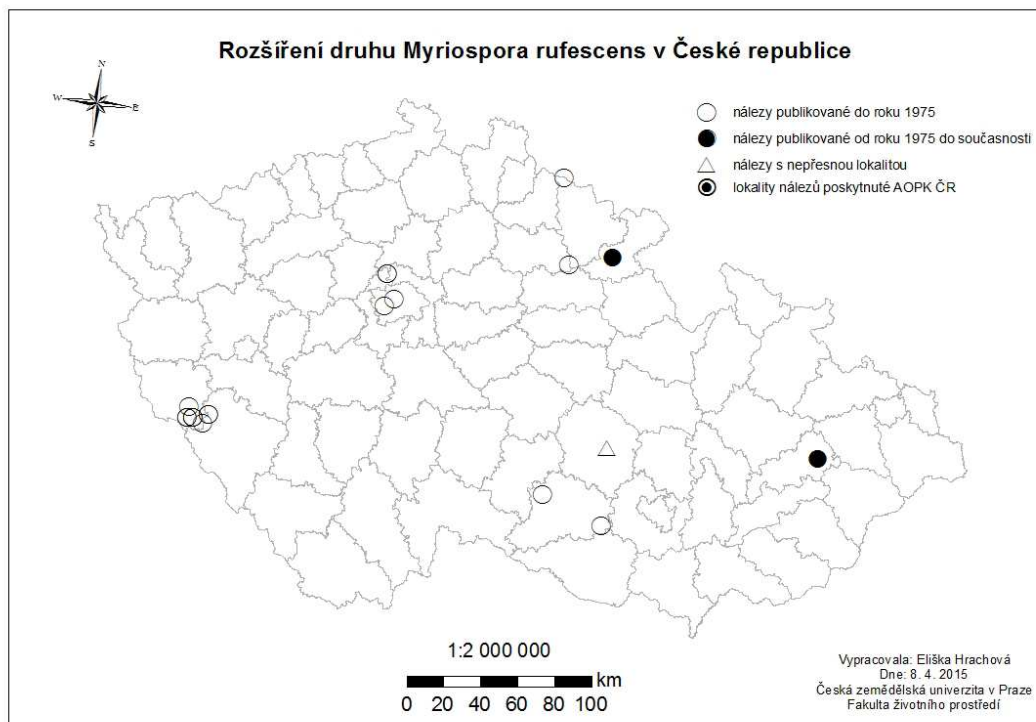 Rozšíření druhu Myriospora rufescens v České republice
N
W
E
S
nálezy publikované do roku 1975
nálezy publikované od roku 1975 do současnosti
nálezy s nepřesnou lokalitou
lokality nálezů poskytnuté AOPK ČR
1:2 000 000
km
0 20 40 60 80 100
Vypracovala: Eliška Hrachová
Dne: 8. 4. 2015
Česká zemědělská univerzita v Praze
Fakulta životního prostředí